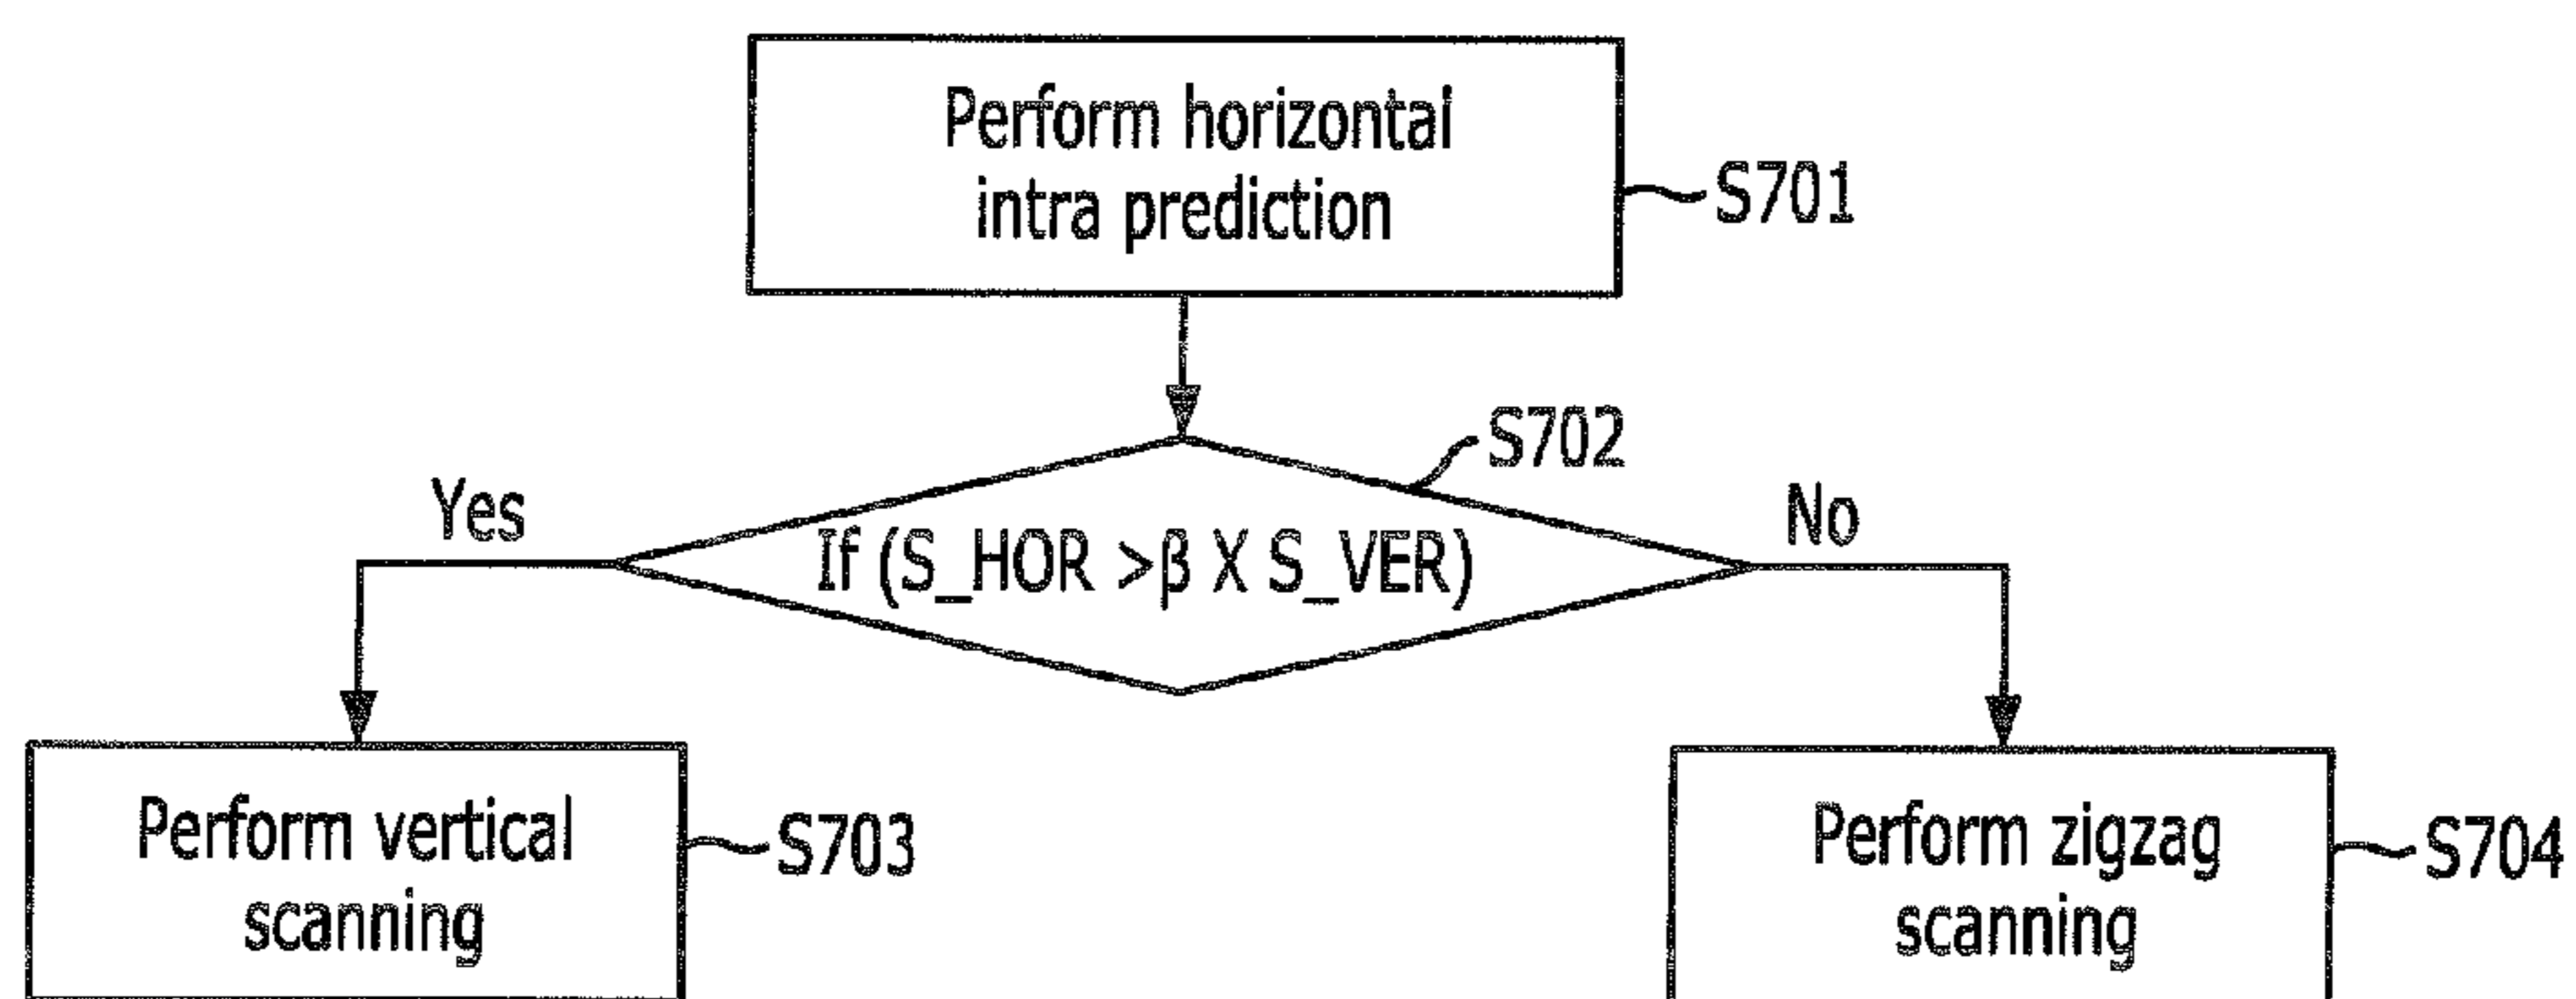 Perform horizontal
intra prediction
S701
S702
Yes
If (S_HOR >β X S_VER)
No
Perform vertical
scanning
S703
Perform zigzag
scanning
S704